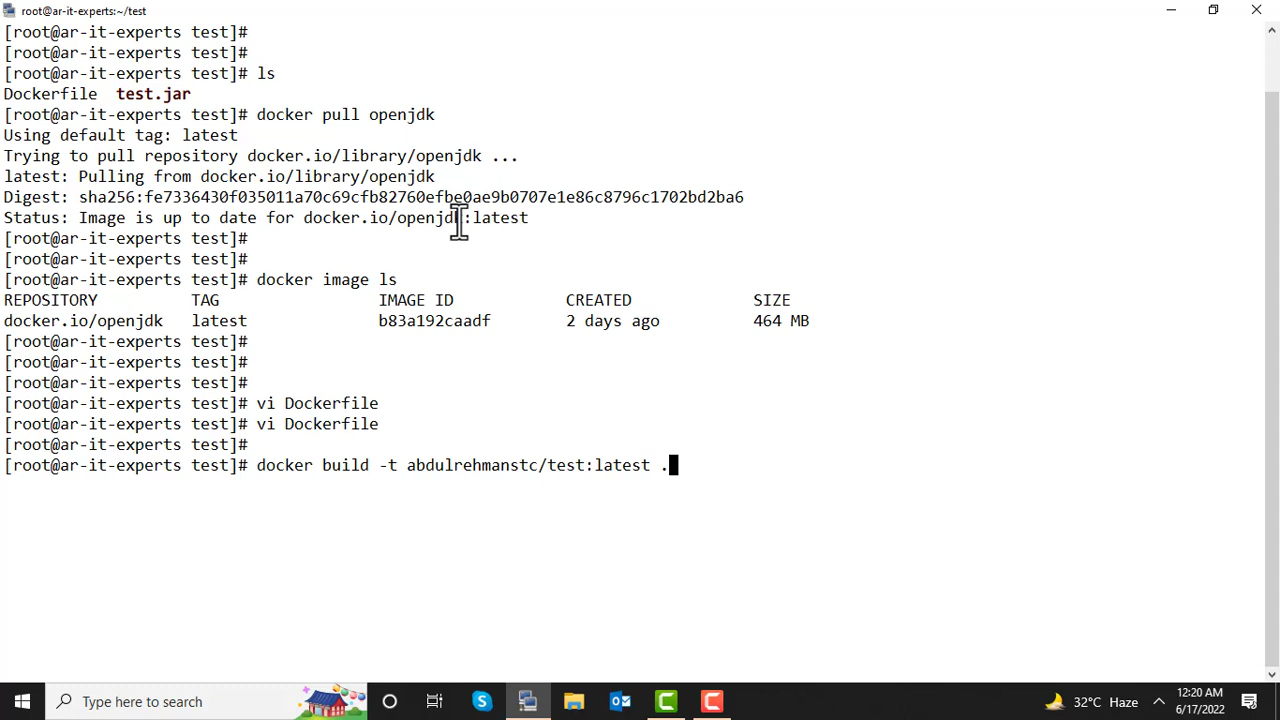 root@ar-it-experts:~/test
[root@ar-it-experts test]#
[root@ar-it-experts test]#
[root@ar-it-experts test]# ls
Dockerfile  test.jar
[root@ar-it-experts test]# docker pull openjdk
Using default tag: latest
Trying to pull repository docker.io/library/openjdk ...
latest: Pulling from docker.io/library/openjdk
Digest: sha256:fe7336430f035011a70c69cfb82760efbe0ae9b0707e1e86c8796c1702bd2ba6
Status: Image is up to date for docker.io/openjdk:latest
[root@ar-it-experts test]#
[root@ar-it-experts test]#
[root@ar-it-experts test]# docker image ls
REPOSITORY TAG IMAGE ID CREATED SIZE
docker.io/openjdk latest b83a192caadf 2 days ago 464 MB
[root@ar-it-experts test]#
[root@ar-it-experts test]#
[root@ar-it-experts test]#
[root@ar-it-experts test]# vi Dockerfile
[root@ar-it-experts test]# vi Dockerfile
[root@ar-it-experts test]#
[root@ar-it-experts test]# docker build -t abdulrehmanstc/test:latest .
Type here to search
32°C Haze
12:20 AM
6/17/2022